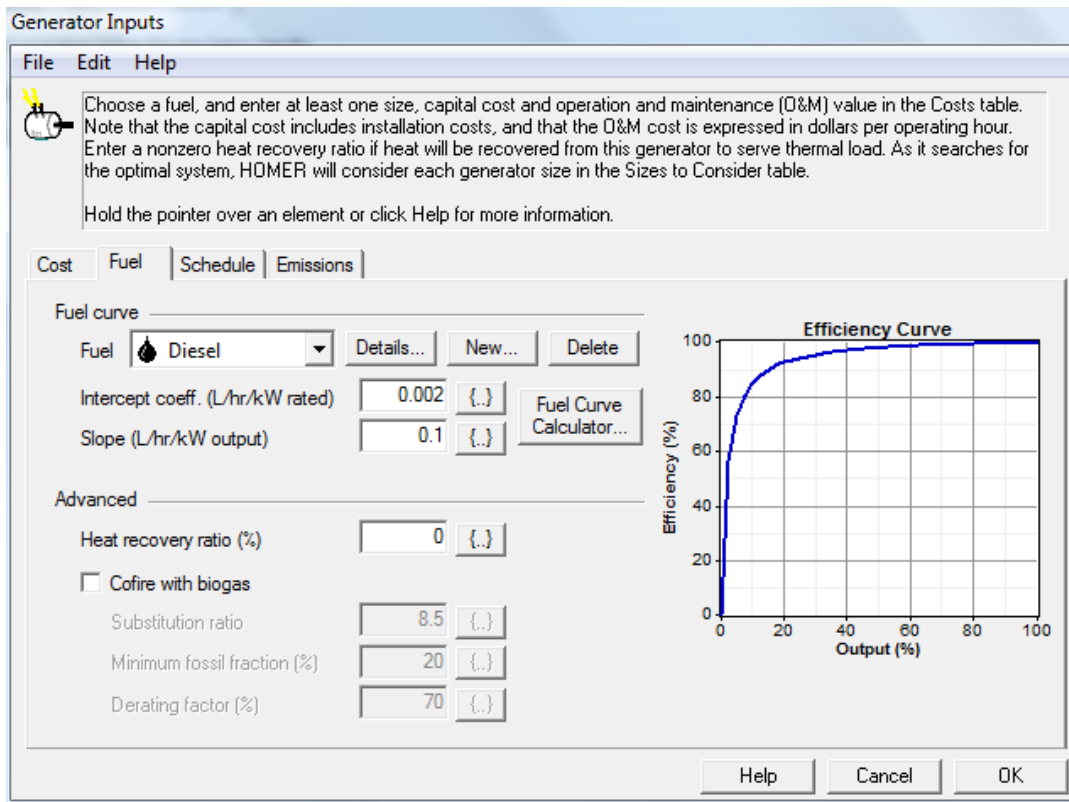 Generator Inputs
File Edit Help
Choose a fuel, and enter at least one size, capital cost and operation and maintenance (O&M) value in the Costs table.
Note that the capital cost includes installation costs, and that the O&M cost is expressed in dollars per operating hour.
Enter a nonzero heat recovery ratio if heat will be recovered from this generator to serve thermal load. As it searches for
the optimal system, HOMER will consider each generator size in the Sizes to Consider table.
Hold the pointer over an element or click Help for more information.
Cost Fuel Schedule Emissions
Fuel curve
Fuel Diesel Details... New... Delete
Intercept coeff. (L/hr/kW rated) 0.002 {..}
Slope (L/hr/kW output) 0.1 {..}
Fuel Curve
Calculator...
Advanced
Heat recovery ratio (%) 0 {..}
Cofire with biogas
Substitution ratio 8.5 {..}
Minimum fossil fraction (%) 20 {..}
Derating factor (%) 70 {..}
Efficiency Curve
Efficiency (%)
100
80
60
40
20
0
0 20 40 60 80 100
Output (%)
Help Cancel OK